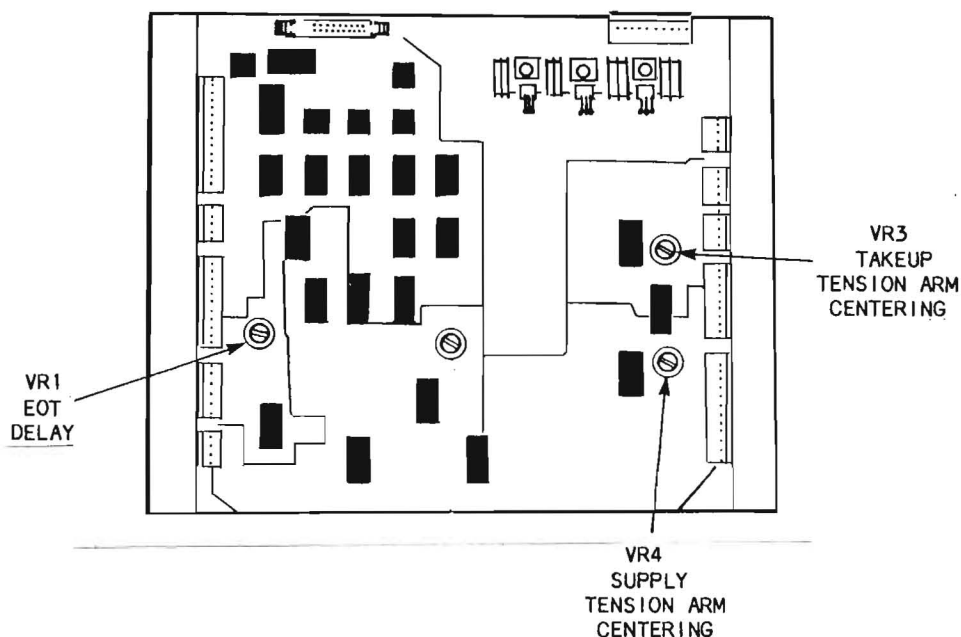 VR3
TAKEUP
TENSION ARM
CENTERING
VR1
EOT
DELAY
VR4
SUPPLY
TENSION ARM
CENTERING